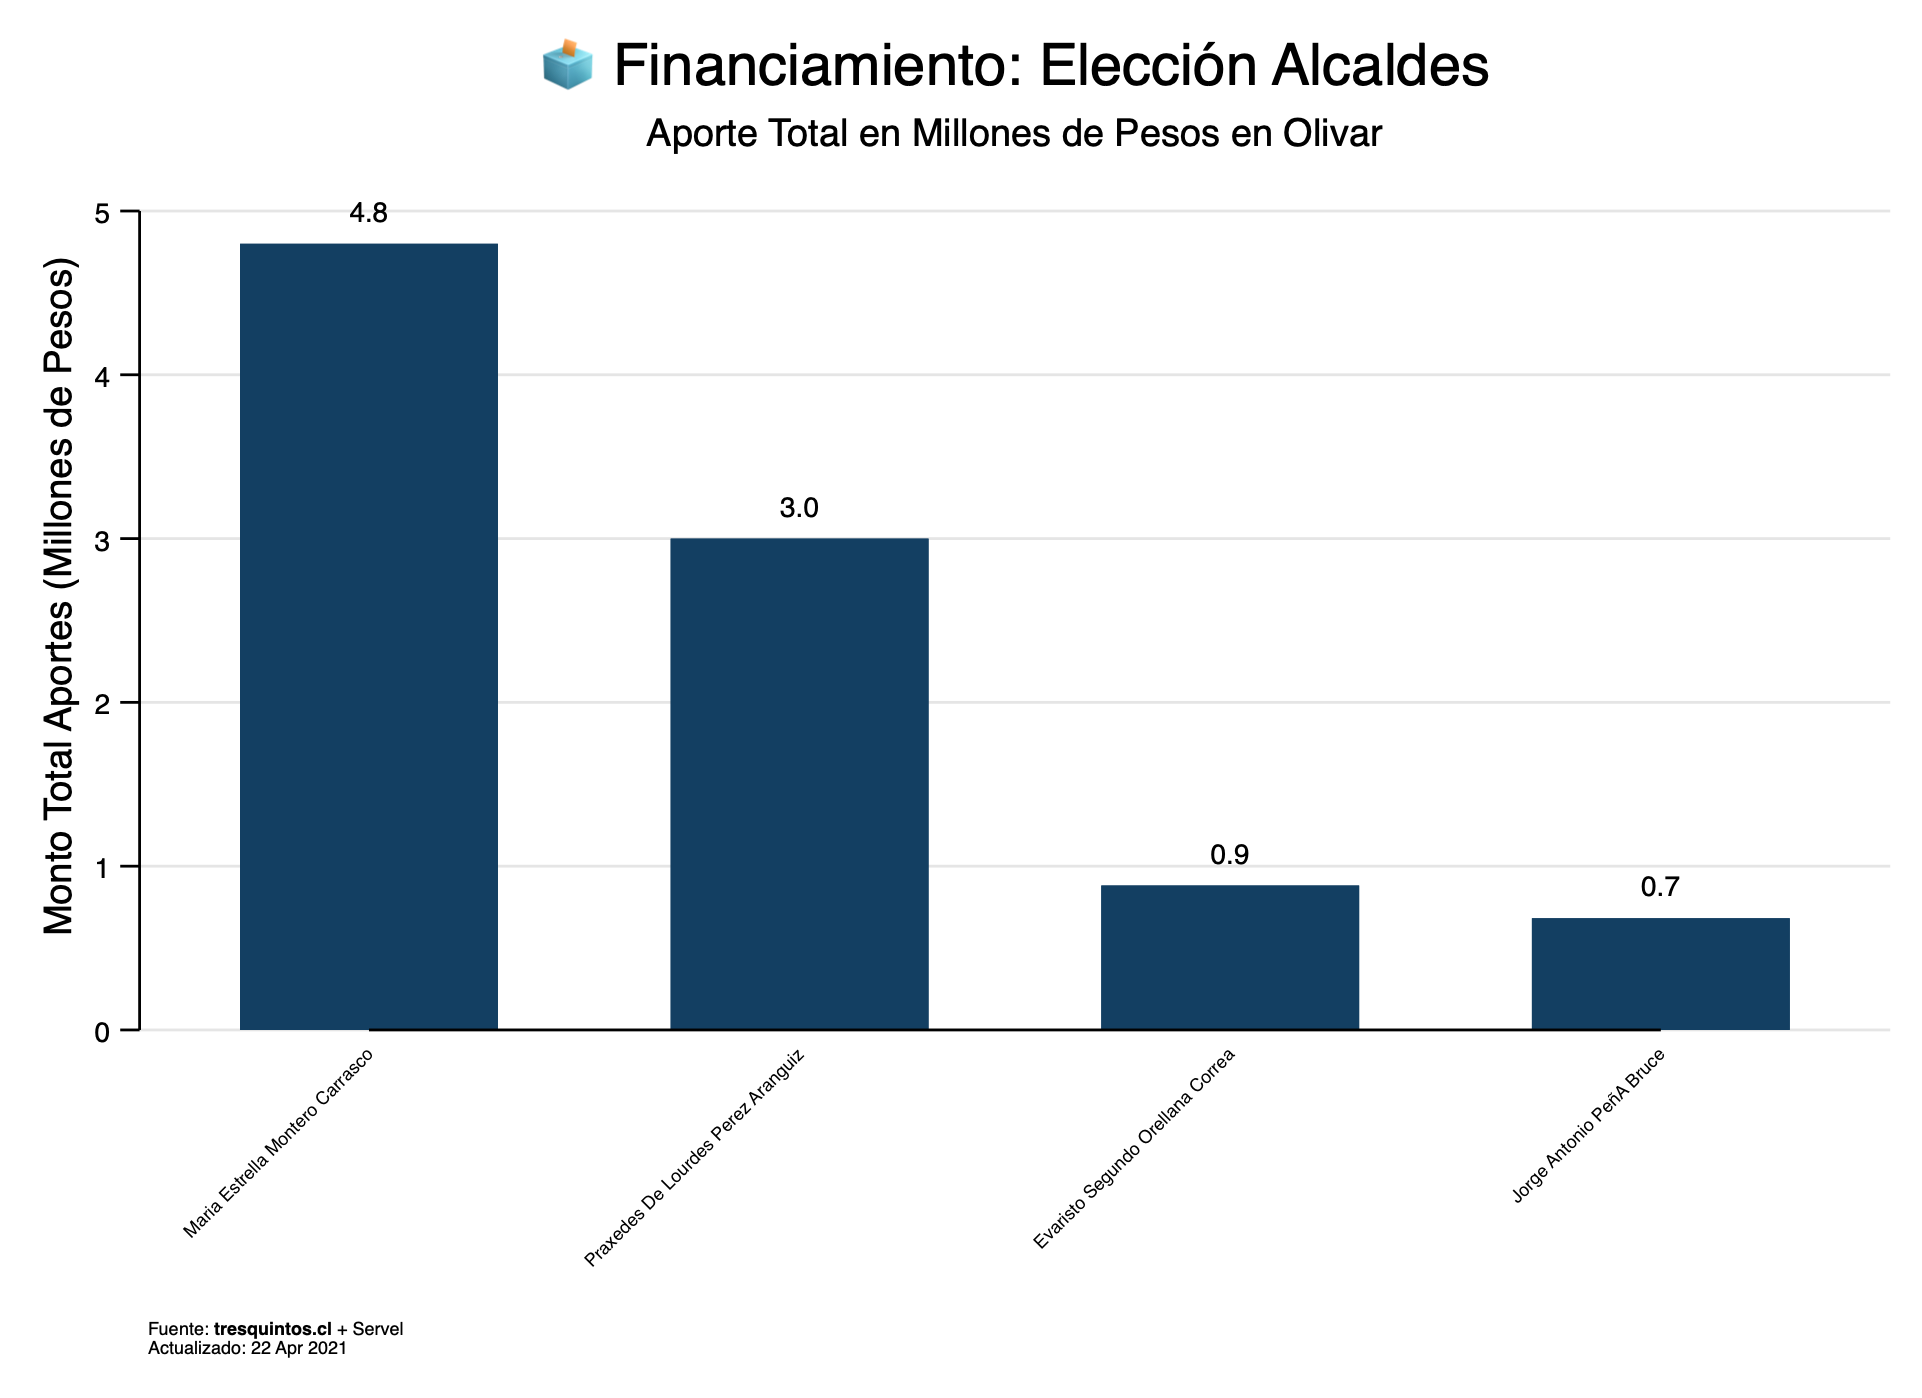 Financiamiento: Elección Alcaldes
Aporte Total en Millones de Pesos en Olivar
Monto Total Aportes (Millones de Pesos)
5
4
3
2
1
0
4.8
3.0
0.9
0.7
Maria Estrella Montero Carrasco
Praxedes De Lourdes Perez Aranguiz
Evaristo Segundo Orellana Correa
Jorge Antonio PeñA Bruce
Fuente: tresquintos.cl + Servel
Actualizado: 22 Apr 2021